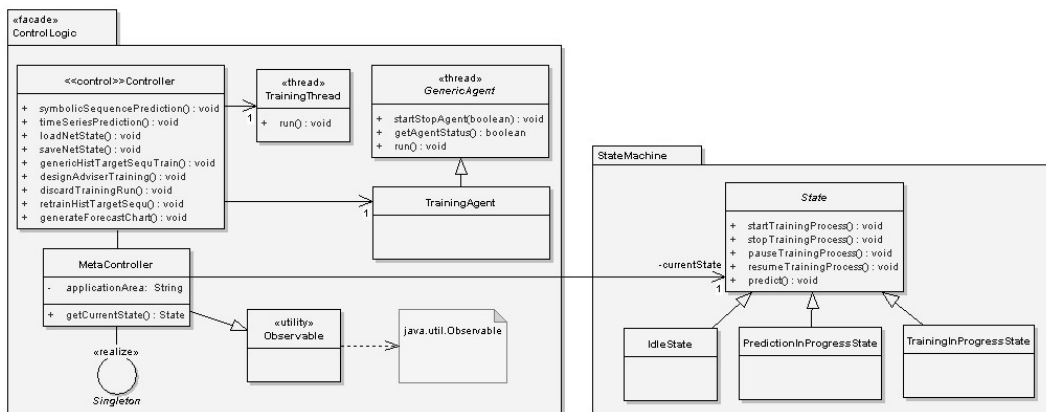 «facade»
ControlLogic
<<control>>Controller
+ symbolicSequencePrediction() : void
+ timeSeriesPrediction() : void
+ loadNetState() : void
+ saveNetState() : void
+ genericHistTargetSequTrain() : void
+ designAdviserTraining() : void
+ discardTrainingRun() : void
+ retrainHistTargetSequ() : void
+ generateForecastChart() : void
1
«thread»
TrainingThread
+ run() : void
«thread»
GenericAgent
+ startStopAgent(boolean) : void
+ getAgentStatus() : boolean
+ run() : void
1
TrainingAgent
MetaController
- applicationArea: String
+ getCurrentState() : State
«realize»
Singleton
«utility»
Observable
java.util.Observable
StateMachine
-currentState
1
State
+ startTrainingProcess() : void
+ stopTrainingProcess() : void
+ pauseTrainingProcess() : void
+ resumeTrainingProcess() : void
+ predict() : void
IdleState
PredictionInProgressState
TrainingInProgressState